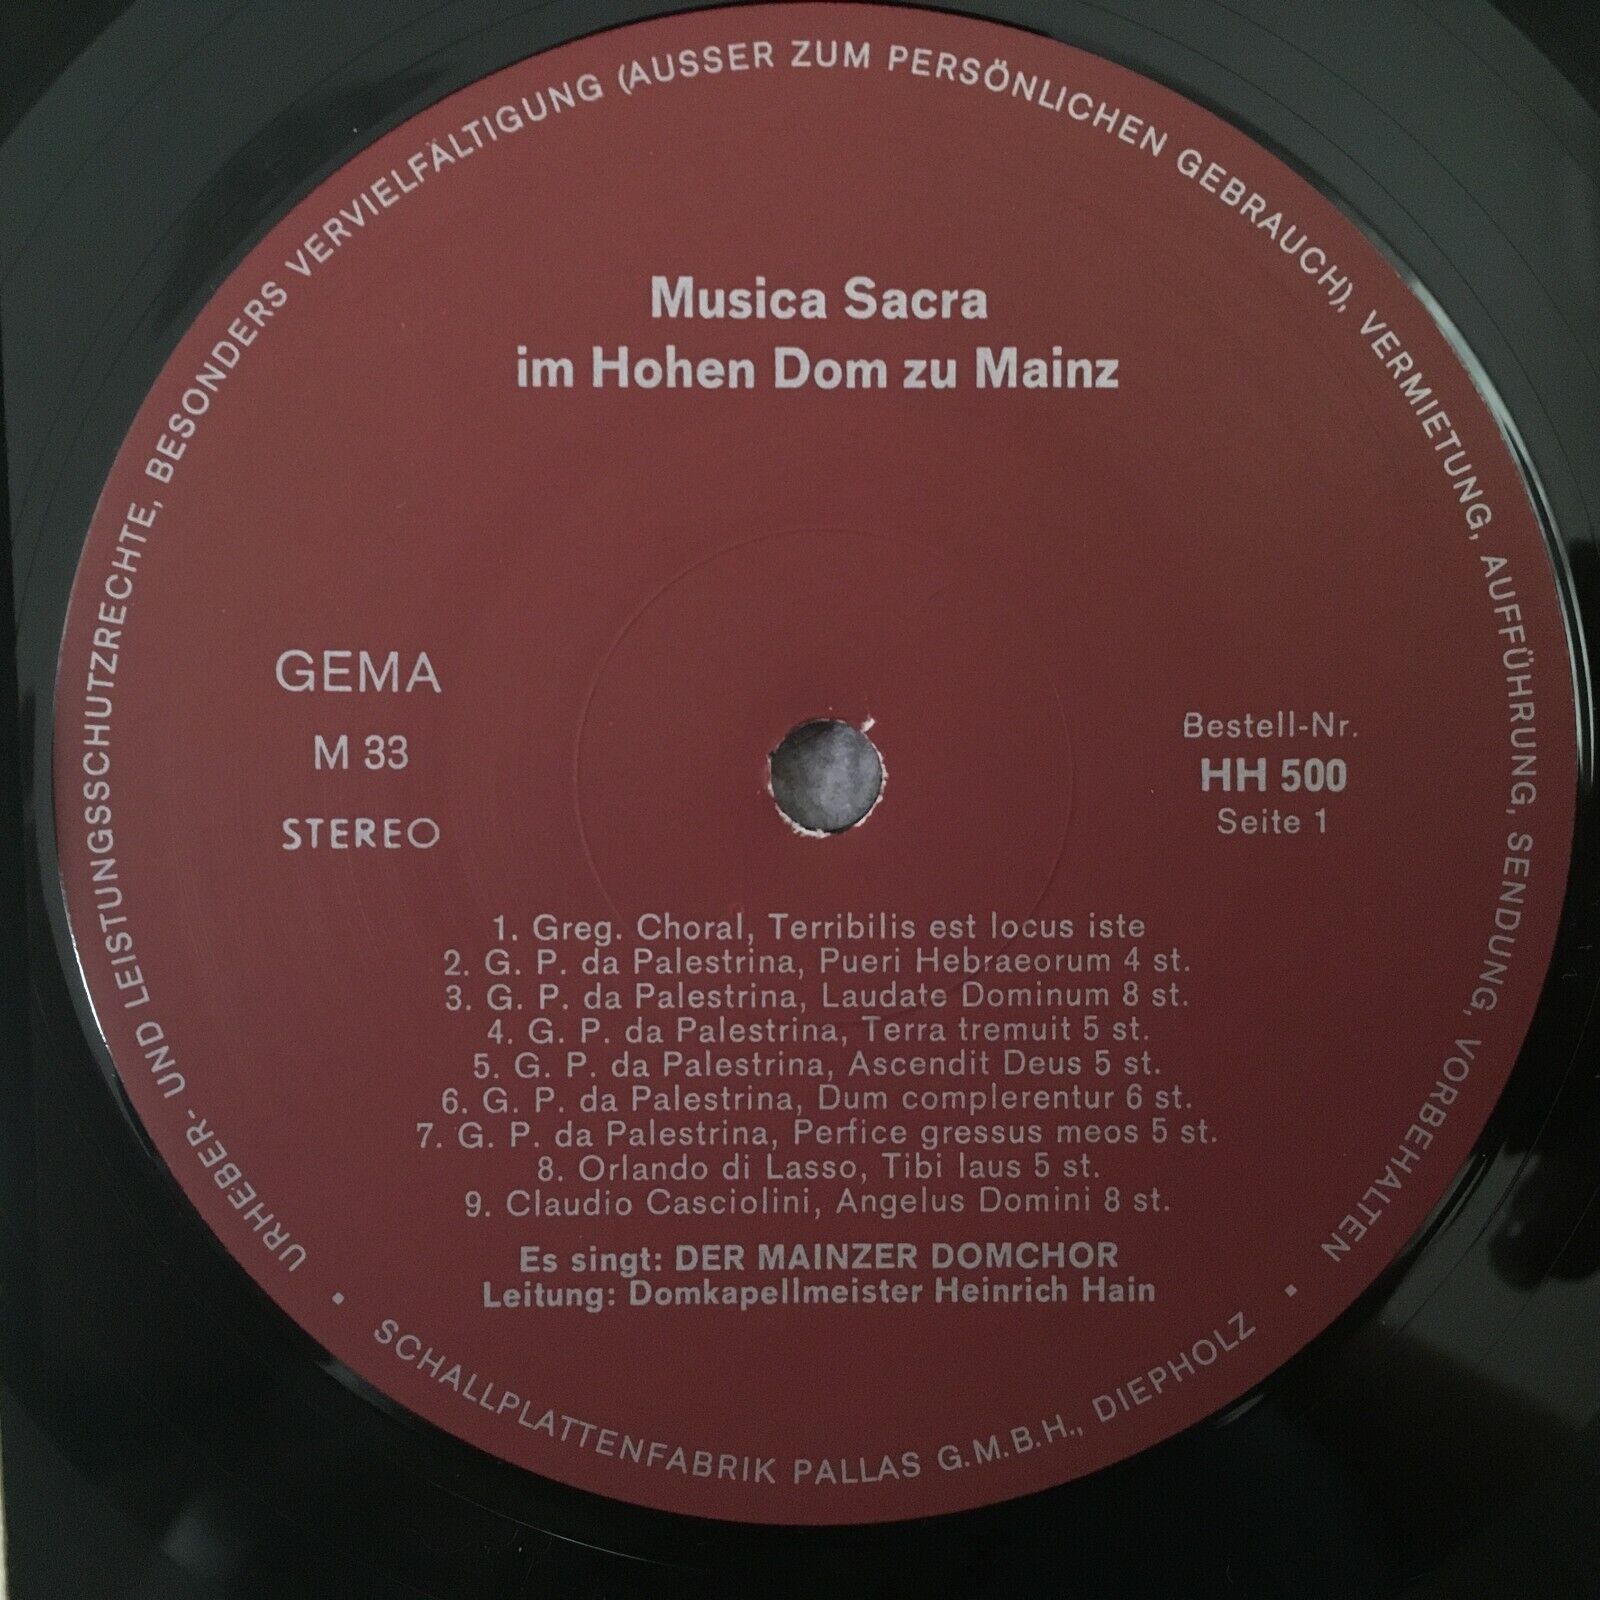 URHEBER- UND LEISTUNGSSCHUTZRECHTE, BESONDERS VERVIELFÄLTIGUNG (AUSSER ZUM PERSÖNLICHEN GEBRAUCH), VERMIETUNG, AUFFÜHRUNG, SENDUNG, VORBEHALTEN
Musica Sacra
im Hohen Dom zu Mainz
GEMA
M 33
STEREO
Bestell-Nr.
HH 500
Seite 1
1. Greg. Choral, Terribilis est locus iste
2. G. P. da Palestrina, Pueri Hebraeorum 4 st.
3. G. P. da Palestrina, Laudate Dominum 8 st.
4. G. P. da Palestrina, Terra tremuit 5 st.
5. G. P. da Palestrina, Ascendit Deus 5 st.
6. G. P. da Palestrina, Dum complerentur 6 st.
7. G. P. da Palestrina, Perfice gressus meos 5 st.
8. Orlando di Lasso, Tibi laus 5 st.
9. Claudio Casciolini, Angelus Domini 8 st.
Es singt: DER MAINZER DOMCHOR
Leitung: Domkapellmeister Heinrich Hain
• SCHALLPLATTENFABRIK PALLAS G.M.B.H., DIEPHOLZ •